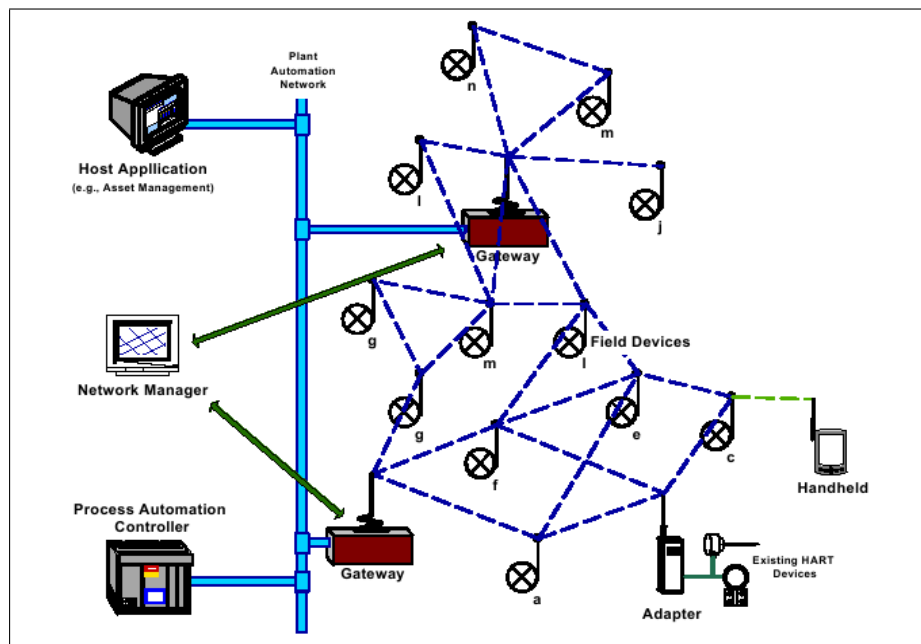 Plant
Automation
Network
n
m
Host Appllication
(e.g., Asset Management)
l
j
Gateway
g
m
l
Field Devices
Network Manager
g
e
f
c
Handheld
Process Automation
Controller
Gateway
a
Adapter
Existing HART
Devices